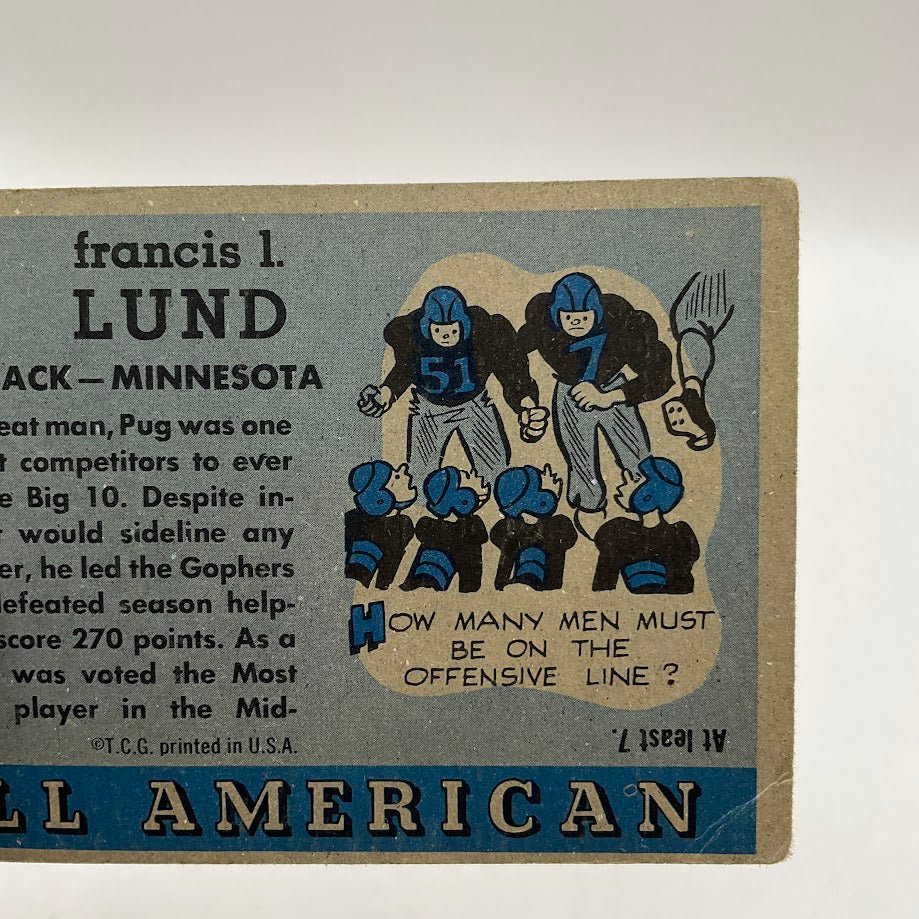 francis l.
LUND
ACK — MINNESOTA
eat man, Pug was one
t competitors to ever
e Big 10. Despite in-
would sideline any
er, he led the Gophers
defeated season help-
score 270 points. As a
was voted the Most
player in the Mid-
©T.C.G. printed in U.S.A.
51
7
HOW MANY MEN MUST
BE ON THE
OFFENSIVE LINE?
At least 7.
LL AMERICAN